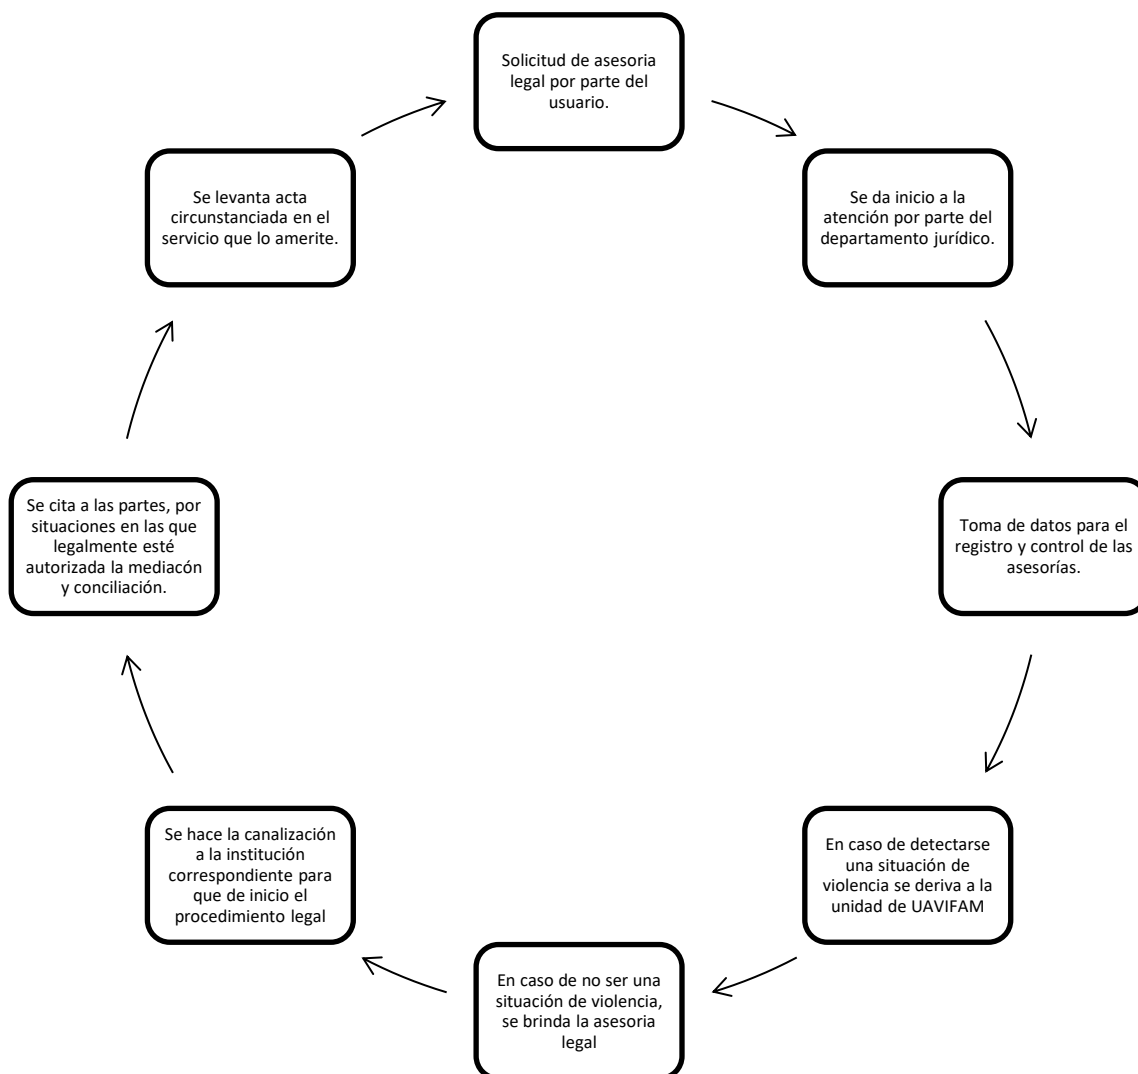 Solicitud de asesoria
legal por parte del
usuario.
Se da inicio a la
atención por parte del
departamento jurídico.
Toma de datos para el
registro y control de las
asesorías.
En caso de detectarse
una situación de
violencia se deriva a la
unidad de UAVIFAM
En caso de no ser una
situación de violencia,
se brinda la asesoria
legal
Se hace la canalización
a la institución
correspondiente para
que de inicio el
procedimiento legal
Se cita a las partes, por
situaciones en las que
legalmente esté
autorizada la mediacón
y conciliación.
Se levanta acta
circunstanciada en el
servicio que lo amerite.